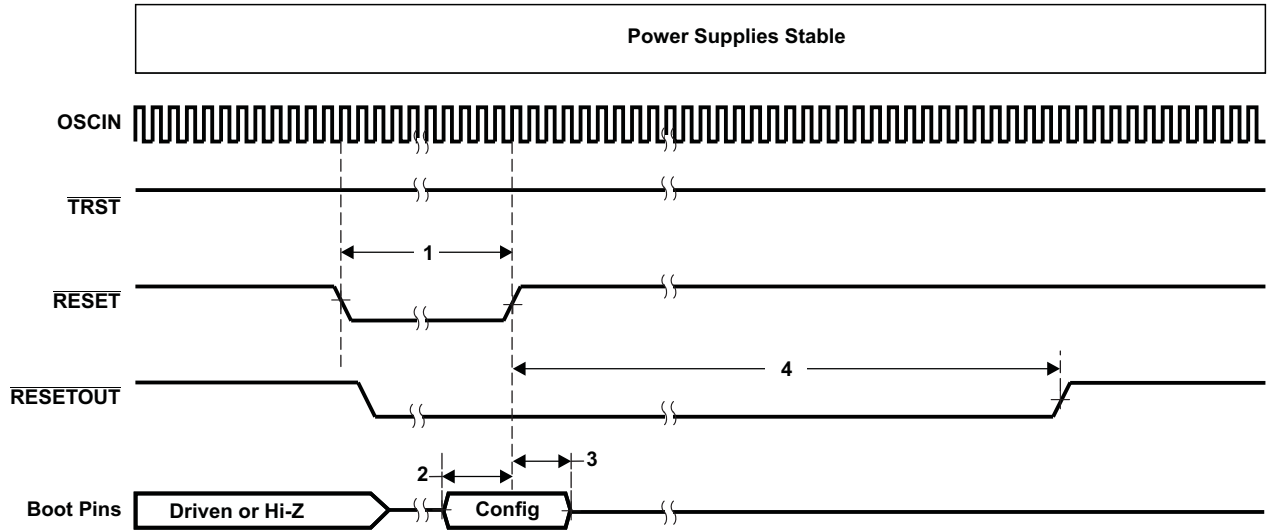 Power Supplies Stable
OSCIN
TRST
1
RESET
4
RESETOUT
2
3
Boot Pins
Driven or Hi-Z
Config